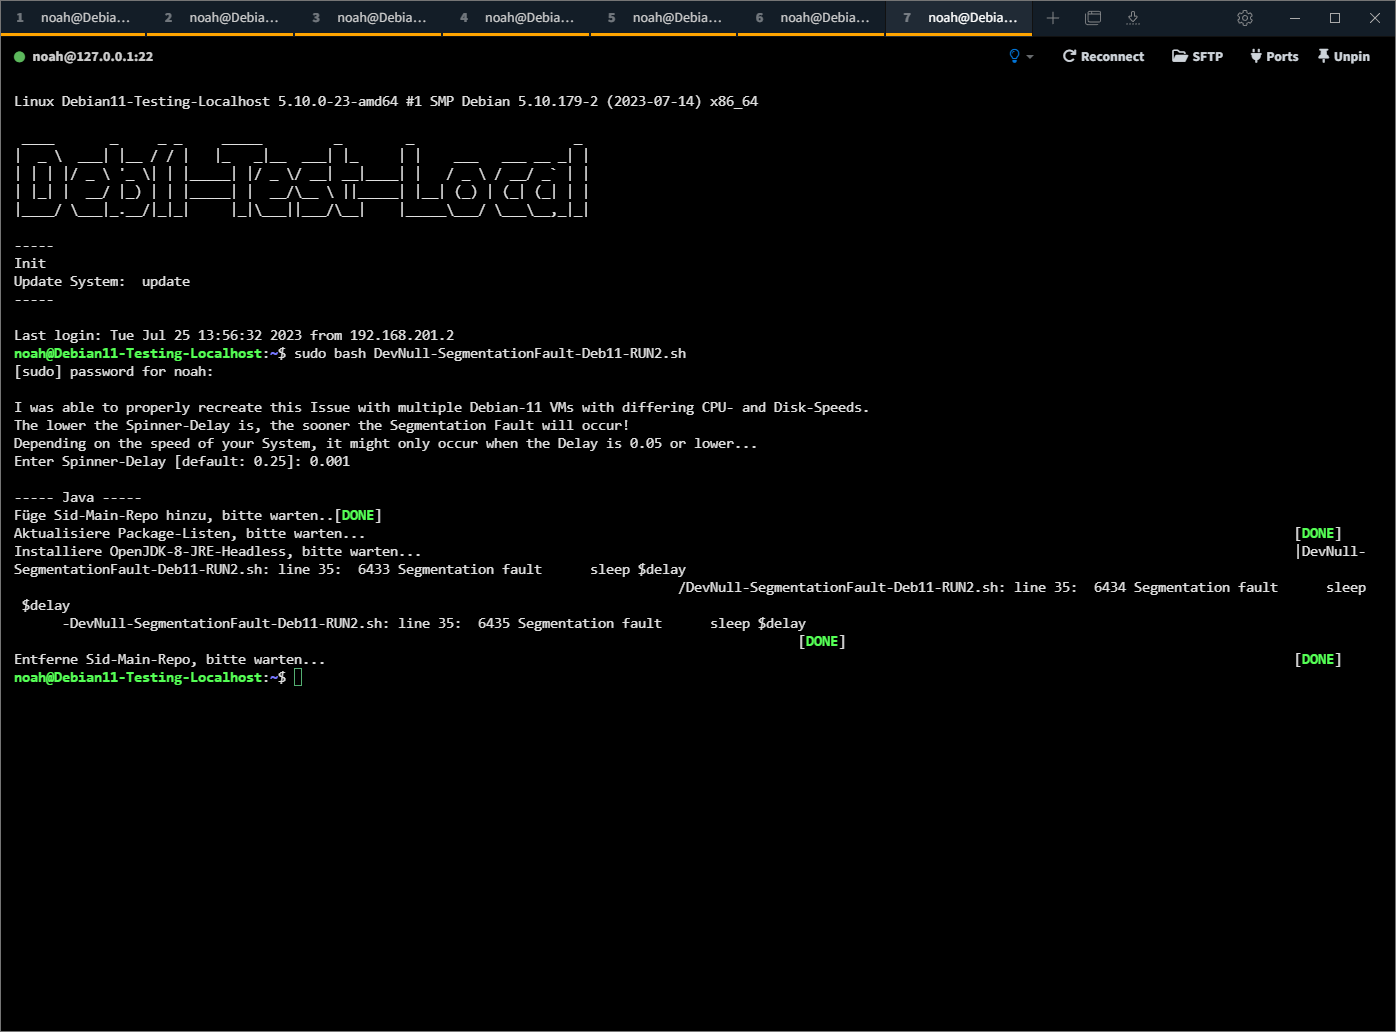 1 noah@Debia... 2 noah@Debia... 3 noah@Debia... 4 noah@Debia... 5 noah@Debia... 6 noah@Debia... 7 noah@Debia...
noah@127.0.0.1:22 Reconnect SFTP Ports Unpin
Linux Debian11-Testing-Localhost 5.10.0-23-amd64 #1 SMP Debian 5.10.179-2 (2023-07-14) x86_64
Deb11-Test-Local
-----
Init
Update System:  update
-----
Last login: Tue Jul 25 13:56:32 2023 from 192.168.201.2
noah@Debian11-Testing-Localhost:~$ sudo bash DevNull-SegmentationFault-Deb11-RUN2.sh
[sudo] password for noah:
I was able to properly recreate this Issue with multiple Debian-11 VMs with differing CPU- and Disk-Speeds.
The lower the Spinner-Delay is, the sooner the Segmentation Fault will occur!
Depending on the speed of your System, it might only occur when the Delay is 0.05 or lower...
Enter Spinner-Delay [default: 0.25]: 0.001
----- Java -----
Füge Sid-Main-Repo hinzu, bitte warten..[DONE]
Aktualisiere Package-Listen, bitte warten... [DONE]
Installiere OpenJDK-8-JRE-Headless, bitte warten... |DevNull-
SegmentationFault-Deb11-RUN2.sh: line 35:  6433 Segmentation fault      sleep $delay
/DevNull-SegmentationFault-Deb11-RUN2.sh: line 35:  6434 Segmentation fault      sleep
$delay
-DevNull-SegmentationFault-Deb11-RUN2.sh: line 35:  6435 Segmentation fault      sleep $delay
[DONE]
Entferne Sid-Main-Repo, bitte warten... [DONE]
noah@Debian11-Testing-Localhost:~$